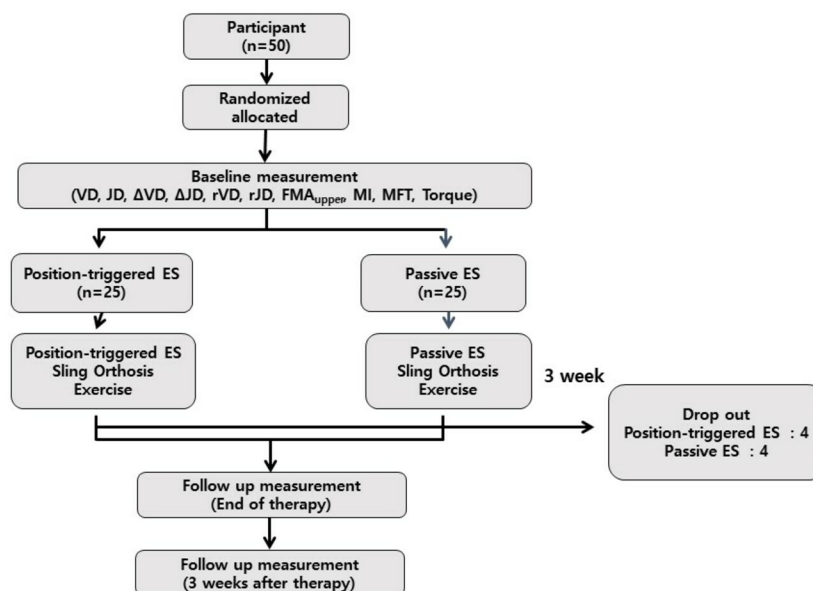 Participant
(n=50)
Randomized
allocated
Baseline measurement
(VD, JD, ΔVD, ΔJD, rVD, rJD, FMAupper, MI, MFT, Torque)
Position-triggered ES
(n=25)
Passive ES
(n=25)
Position-triggered ES
Sling Orthosis
Exercise
Passive ES
Sling Orthosis
Exercise
3 week
Drop out
Position-triggered ES : 4
Passive ES : 4
Follow up measurement
(End of therapy)
Follow up measurement
(3 weeks after therapy)